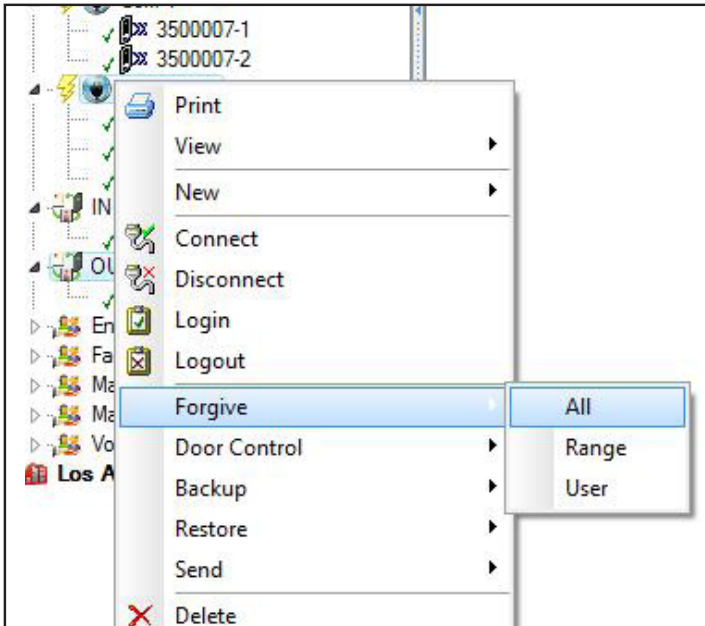 3500007-1
3500007-2
Print
View
New
IN
Connect
Disconnect
Login
Logout
Forgive
All
Door Control
Range
Backup
User
Restore
Send
Delete